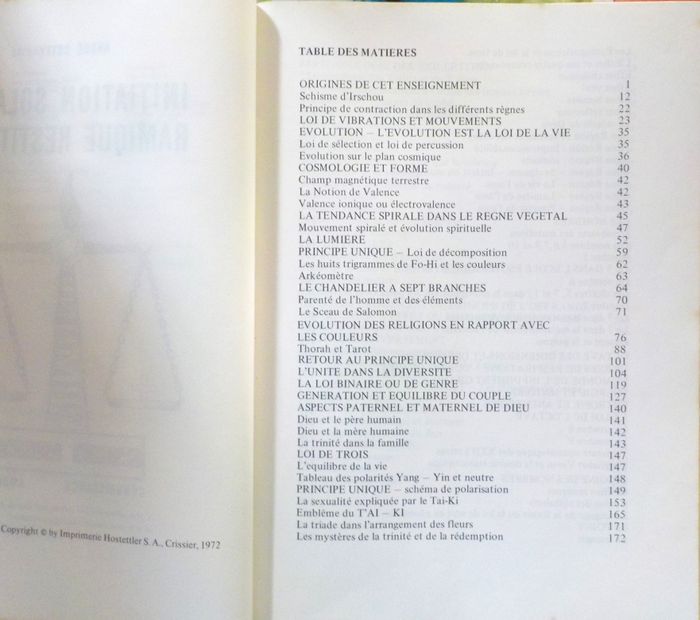 Copyright © by Imprimerie Hostettler S. A., Crissier, 1972
TABLE DES MATIERES
ORIGINES DE CET ENSEIGNEMENT 1
Schisme d'Irschou 12
Principe de contraction dans les différents règnes 22
LOI DE VIBRATIONS ET MOUVEMENTS 23
EVOLUTION – L'EVOLUTION EST LA LOI DE LA VIE 35
Loi de sélection et loi de percussion 35
Evolution sur le plan cosmique 36
COSMOLOGIE ET FORME 40
Champ magnétique terrestre 42
La Notion de Valence 42
Valence ionique ou électrovalence 43
LA TENDANCE SPIRALE DANS LE REGNE VEGETAL 45
Mouvement spiralé et évolution spirituelle 47
LA LUMIERE 52
PRINCIPE UNIQUE – Loi de décomposition 59
Les huits trigrammes de Fo-Hi et les couleurs 62
Arkéomètre 63
LE CHANDELIER A SEPT BRANCHES 64
Parenté de l'homme et des éléments 70
Le Sceau de Salomon 71
EVOLUTION DES RELIGIONS EN RAPPORT AVEC
LES COULEURS 76
Thorah et Tarot 88
RETOUR AU PRINCIPE UNIQUE 101
L'UNITE DANS LA DIVERSITE 104
LA LOI BINAIRE OU DE GENRE 119
GENERATION ET EQUILIBRE DU COUPLE 127
ASPECTS PATERNEL ET MATERNEL DE DIEU 140
Dieu et le père humain 141
Dieu et la mère humaine 142
La trinité dans la famille 143
LOI DE TROIS 147
L'equilibre de la vie 147
Tableau des polarités Yang – Yin et neutre 148
PRINCIPE UNIQUE – schéma de polarisation 149
La sexualité expliquée par le Tai-Ki 153
Emblême du T'AI – KI 165
La triade dans l'arrangement des fleurs 171
Les mystères de la trinité et de la rédemption 172